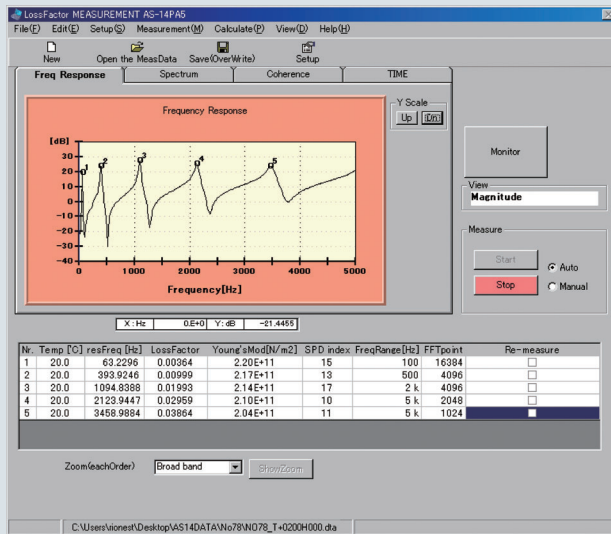 LossFactor MEASUREMENT AS-14PA5
File(F) Edit(E) Setup(S) Measurement(M) Calculate(P) View(D) Help(H)
New Open the MeasData Save(OverWrite) Setup
Freq Response Spectrum Coherence TIME
Frequency Response
Y Scale
Up Dn
[dB]
30
20
10
0
-10
-20
-30
-40
1 2 3 4 5
0 1000 2000 3000 4000 5000
Frequency[Hz]
Monitor
View
Magnitude
Measure
Start
Auto
Stop
Manual
X:Hz 0.E+0 Y:dB -21.4455
Nr. Temp [°C] resFreq [Hz] LossFactor Young'sMod[N/m2] SPD index FreqRange[Hz] FFTpoint Re-measure
1 20.0 63.2296 0.00364 2.20E+11 15 100 16384
2 20.0 393.9246 0.00999 2.17E+11 13 500 4096
3 20.0 1094.8388 0.01993 2.14E+11 17 2 k 4096
4 20.0 2123.9447 0.02959 2.10E+11 10 5 k 2048
5 20.0 3458.9884 0.03864 2.04E+11 11 5 k 1024
Zoom(eachOrder) Broad band ShowZoom
C:\Users\vionest\Desktop\AS14DATA\No78\NO78_T+0200H000.dta